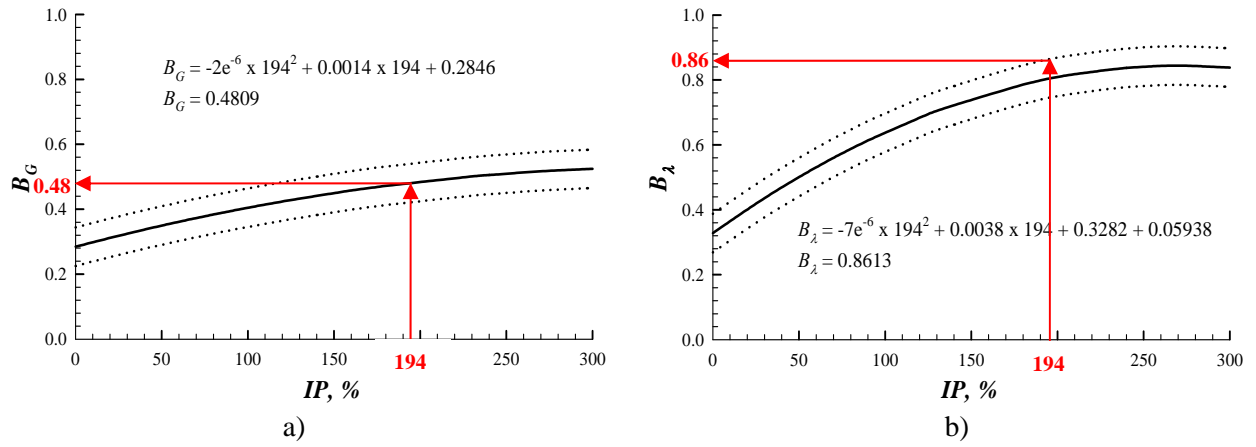 1.0
0.8
0.6
0.4
0.2
0.0
B_G
0.48
B_G = -2e^-6 x 194^2 + 0.0014 x 194 + 0.2846
B_G = 0.4809
0 50 100 150 200 250 300
194
IP, %
a)
1.0
0.8
0.6
0.4
0.2
0.0
B_λ
0.86
B_λ = -7e^-6 x 194^2 + 0.0038 x 194 + 0.3282 + 0.05938
B_λ = 0.8613
0 50 100 150 200 250 300
194
IP, %
b)